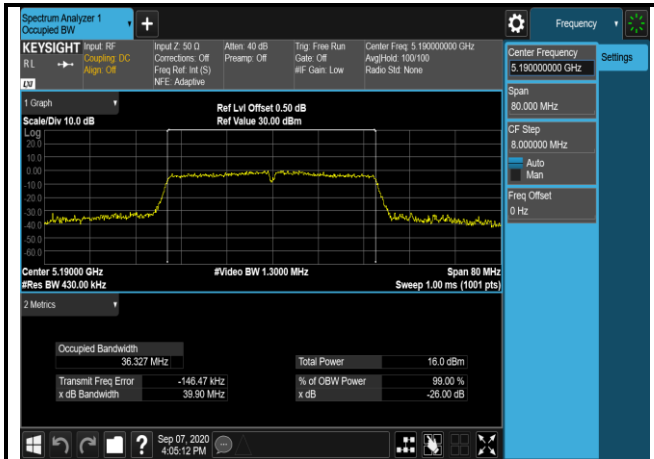 Spectrum Analyzer 1
Occupied BW
+
Frequency
KEYSIGHT
RL
LXI
Input: RF
Coupling: DC
Align: Off
Input Z: 50 Ω
Corrections: Off
Freq Ref: Int (S)
NFE: Adaptive
Atten: 40 dB
Preamp: Off
Trig: Free Run
Gate: Off
#IF Gain: Low
Center Freq: 5.190000000 GHz
Avg|Hold: 100/100
Radio Std: None
Center Frequency
5.190000000 GHz
Settings
Span
80.000 MHz
CF Step
8.000000 MHz
Auto
Man
Freq Offset
0 Hz
1 Graph
Scale/Div 10.0 dB
Ref Lvl Offset 0.50 dB
Ref Value 30.00 dBm
Log
20.0
10.0
0.00
-10.0
-20.0
-30.0
-40.0
-50.0
-60.0
Center 5.19000 GHz
#Video BW 1.3000 MHz
Span 80 MHz
#Res BW 430.00 kHz
Sweep 1.00 ms (1001 pts)
2 Metrics
Occupied Bandwidth
36.327 MHz
Total Power 16.0 dBm
Transmit Freq Error -146.47 kHz
% of OBW Power 99.00 %
x dB Bandwidth 39.90 MHz
x dB -26.00 dB
?
Sep 07, 2020
4:05:12 PM